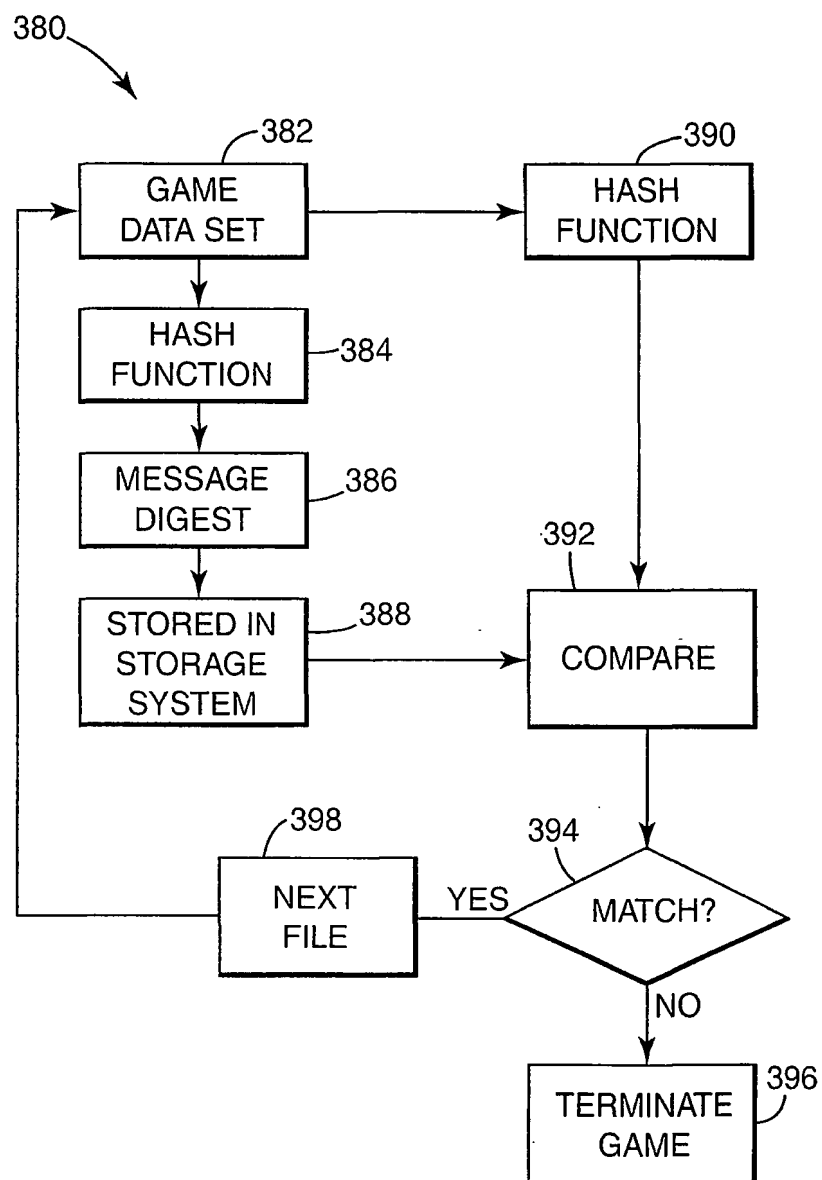 380
382
GAME
DATA SET
390
HASH
FUNCTION
HASH
FUNCTION
384
MESSAGE
DIGEST
386
STORED IN
STORAGE
SYSTEM
388
392
COMPARE
394
MATCH?
YES
398
NEXT
FILE
NO
TERMINATE
GAME
396